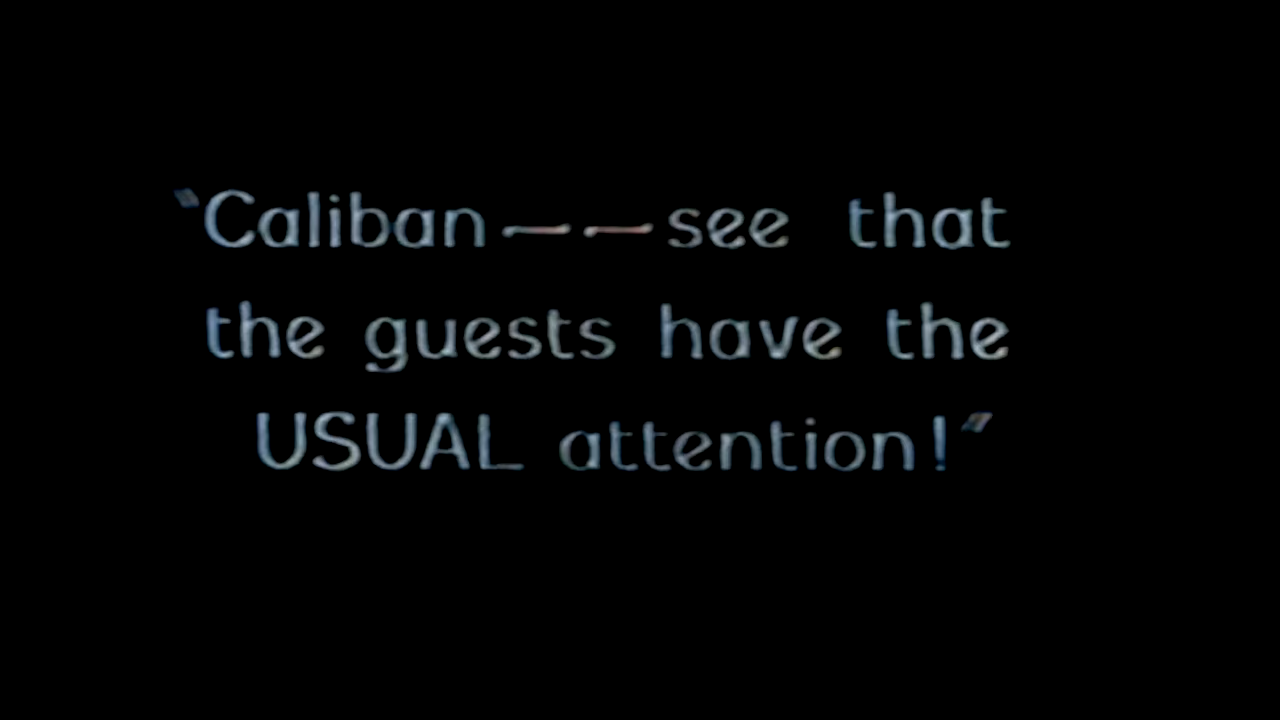 "Caliban——see that
the guests have the
USUAL attention!"